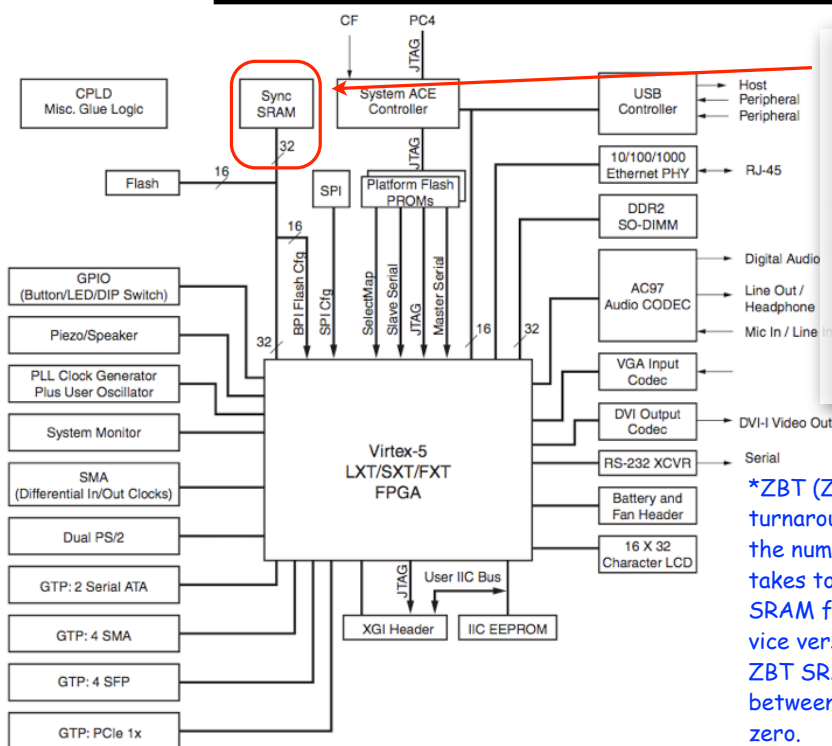 CF
PC4
JTAG
CPLD
Misc. Glue Logic
Sync
SRAM
System ACE
Controller
USB
Controller
Host
Peripheral
Peripheral
32
JTAG
10/100/1000
Ethernet PHY
RJ-45
16
Flash
SPI
Platform Flash
PROMs
DDR2
SO-DIMM
16
GPIO
(Button/LED/DIP Switch)
BPI Flash Cfg
SPI Cfg
SelectMap
Slave Serial
JTAG
Master Serial
AC97
Audio CODEC
Digital Audio
Line Out /
Headphone
Mic In / Line In
Piezo/Speaker
32
16
32
PLL Clock Generator
Plus User Oscillator
VGA Input
Codec
System Monitor
DVI Output
Codec
DVI-I Video Out
Virtex-5
LXT/SXT/FXT
FPGA
RS-232 XCVR
Serial
SMA
(Differential In/Out Clocks)
Battery and
Fan Header
Dual PS/2
16 X 32
Character LCD
GTP: 2 Serial ATA
JTAG
User IIC Bus
GTP: 4 SMA
XGI Header
IIC EEPROM
GTP: 4 SFP
GTP: PCIe 1x
*ZBT (Z
turnarou
the num
takes to
SRAM f
vice vers
ZBT SR
between
zero.